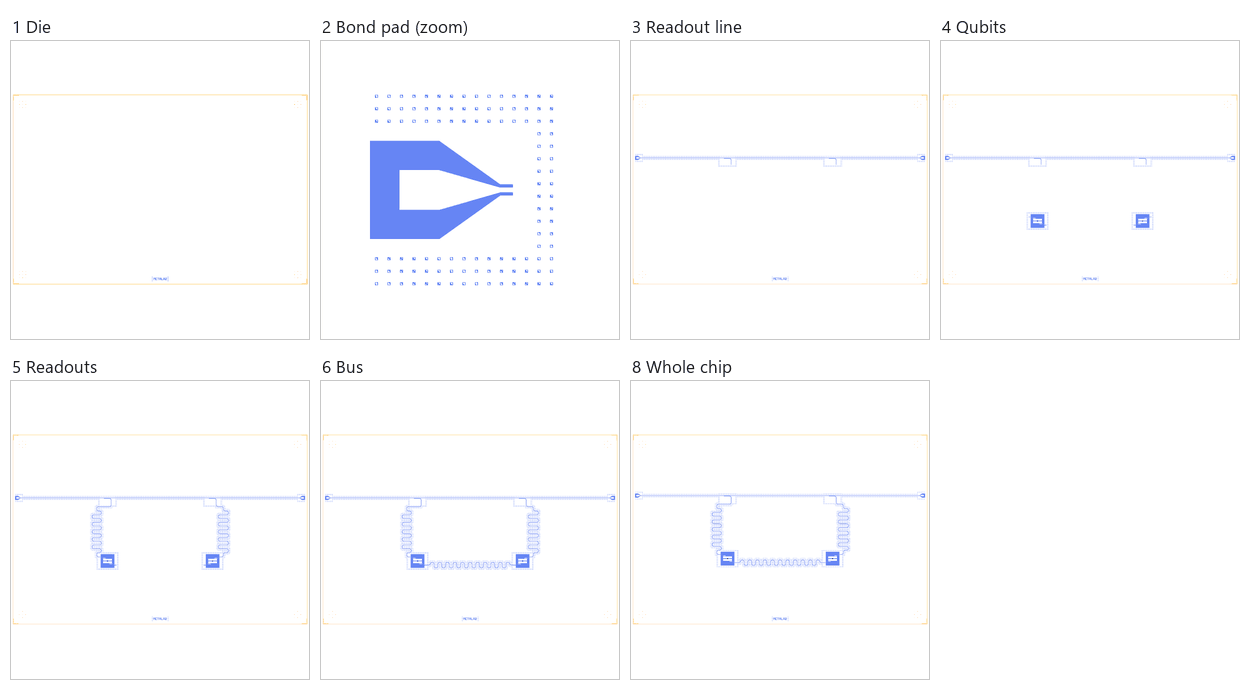 1 Die
2 Bond pad (zoom)
3 Readout line
4 Qubits
5 Readouts
6 Bus
8 Whole chip